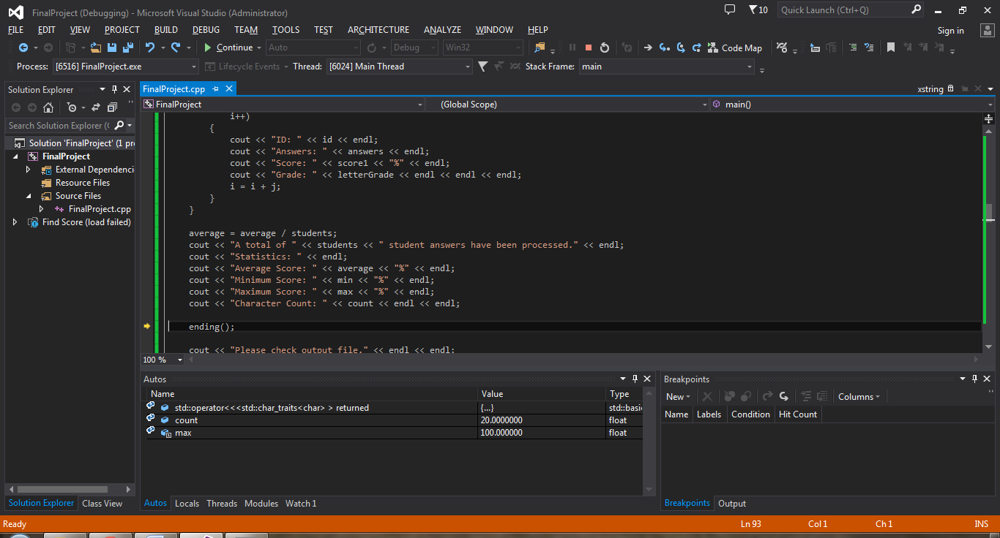 FinalProject (Debugging) - Microsoft Visual Studio (Administrator)
10
Quick Launch (Ctrl+Q)
FILE EDIT VIEW PROJECT BUILD DEBUG TEAM TOOLS TEST ARCHITECTURE ANALYZE WINDOW HELP
Sign in
Continue Auto Debug Win32 Code Map
Process: [6516] FinalProject.exe Lifecycle Events Thread: [6024] Main Thread Stack Frame: main
Solution Explorer
FinalProject.cpp
xstring
FinalProject (Global Scope) main()
Search Solution Explorer (
Solution 'FinalProject' (1 pr
FinalProject
External Dependenci
Resource Files
Source Files
FinalProject.cpp
Find Score (load failed)
i++)
{
cout << "ID: " << id << endl;
cout << "Answers: " << answers << endl;
cout << "Score: " << score1 << "%" << endl;
cout << "Grade: " << letterGrade << endl << endl << endl;
i = i + j;
}
}
average = average / students;
cout << "A total of " << students << " student answers have been processed." << endl;
cout << "Statistics: " << endl;
cout << "Average Score: " << average << "%" << endl;
cout << "Minimum Score: " << min << "%" << endl;
cout << "Maximum Score: " << max << "%" << endl;
cout << "Character Count: " << count << endl << endl;
ending();
cout << "Please check output file." << endl << endl;
100 %
Autos
Name Value Type
std::operator<<<std::char_traits<char> > returned {...} std::basi
count 20.0000000 float
max 100.000000 float
Breakpoints
New Columns
Name Labels Condition Hit Count
Solution Explorer Class View
Autos Locals Threads Modules Watch 1
Breakpoints Output
Ready Ln 93 Col 1 Ch 1 INS